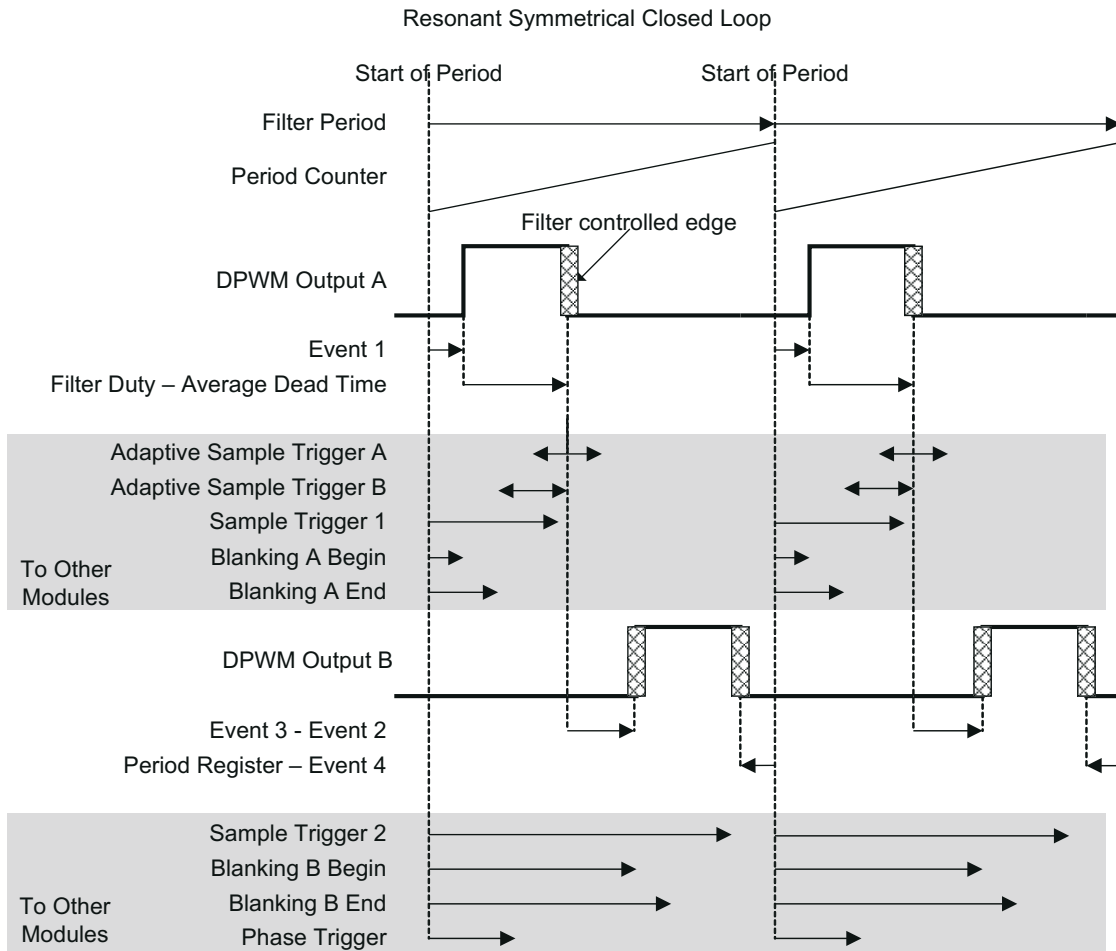 Resonant Symmetrical Closed Loop
Start of Period
Start of Period
Filter Period
Period Counter
Filter controlled edge
DPWM Output A
Event 1
Filter Duty – Average Dead Time
Adaptive Sample Trigger A
Adaptive Sample Trigger B
Sample Trigger 1
Blanking A Begin
Blanking A End
To Other
Modules
DPWM Output B
Event 3 - Event 2
Period Register – Event 4
Sample Trigger 2
Blanking B Begin
Blanking B End
Phase Trigger
To Other
Modules